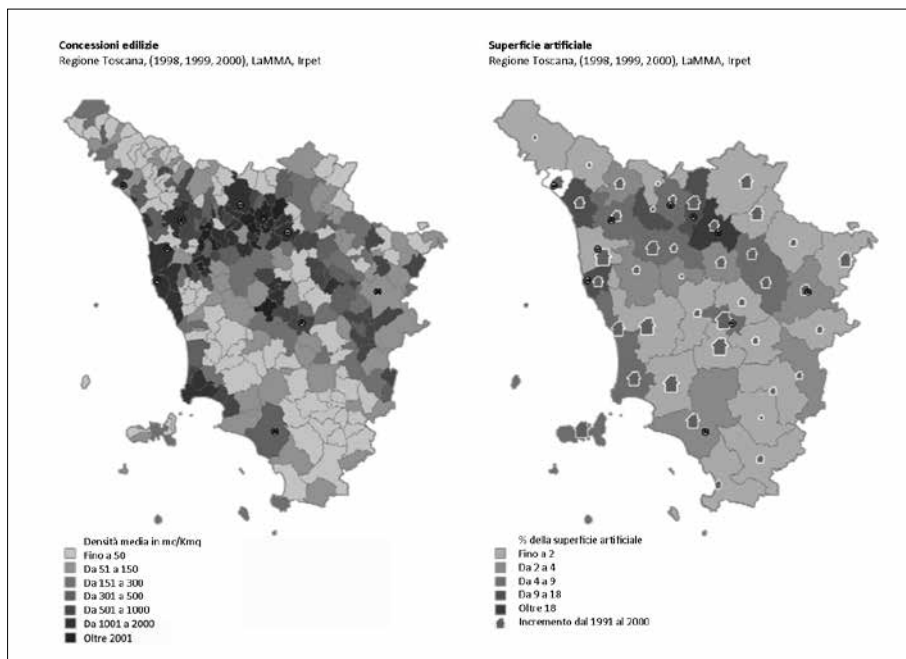 Concessioni edilizie
Regione Toscana, (1998, 1999, 2000), LaMMA, Irpet
Densità media in mc/Kmq
Fino a 50
Da 51 a 150
Da 151 a 300
Da 301 a 500
Da 501 a 1000
Da 1001 a 2000
Oltre 2001
Superficie artificiale
Regione Toscana, (1998, 1999, 2000), LaMMA, Irpet
% della superficie artificiale
Fino a 2
Da 2 a 4
Da 4 a 9
Da 9 a 18
Oltre 18
Incremento dal 1991 al 2000